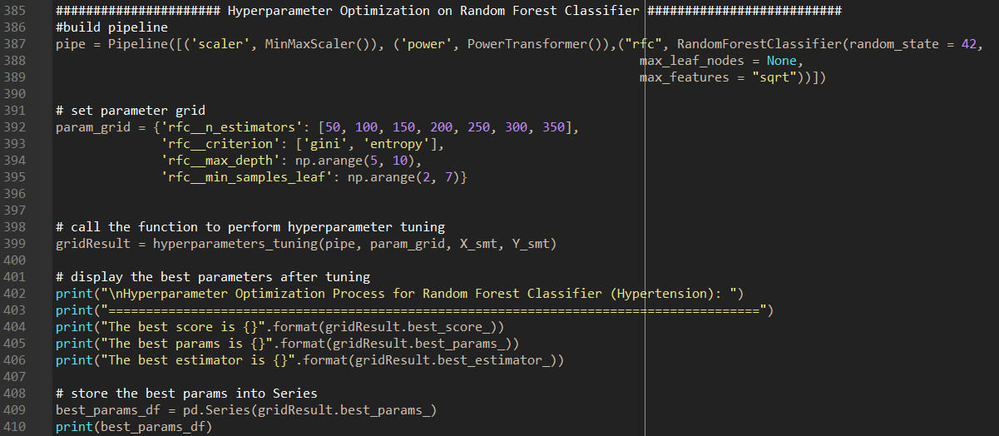 385 ###################### Hyperparameter Optimization on Random Forest Classifier ##########################
386 #build pipeline
387 pipe = Pipeline([('scaler', MinMaxScaler()), ('power', PowerTransformer()),("rfc", RandomForestClassifier(random_state = 42,
388 max_leaf_nodes = None,
389 max_features = "sqrt"))])
390
391 # set parameter grid
392 param_grid = {'rfc__n_estimators': [50, 100, 150, 200, 250, 300, 350],
393 'rfc__criterion': ['gini', 'entropy'],
394 'rfc__max_depth': np.arange(5, 10),
395 'rfc__min_samples_leaf': np.arange(2, 7)}
396
397
398 # call the function to perform hyperparameter tuning
399 gridResult = hyperparameters_tuning(pipe, param_grid, X_smt, Y_smt)
400
401 # display the best parameters after tuning
402 print("\nHyperparameter Optimization Process for Random Forest Classifier (Hypertension): ")
403 print("=======================================================================================")
404 print("The best score is {}".format(gridResult.best_score_))
405 print("The best params is {}".format(gridResult.best_params_))
406 print("The best estimator is {}".format(gridResult.best_estimator_))
407
408 # store the best params into Series
409 best_params_df = pd.Series(gridResult.best_params_)
410 print(best_params_df)